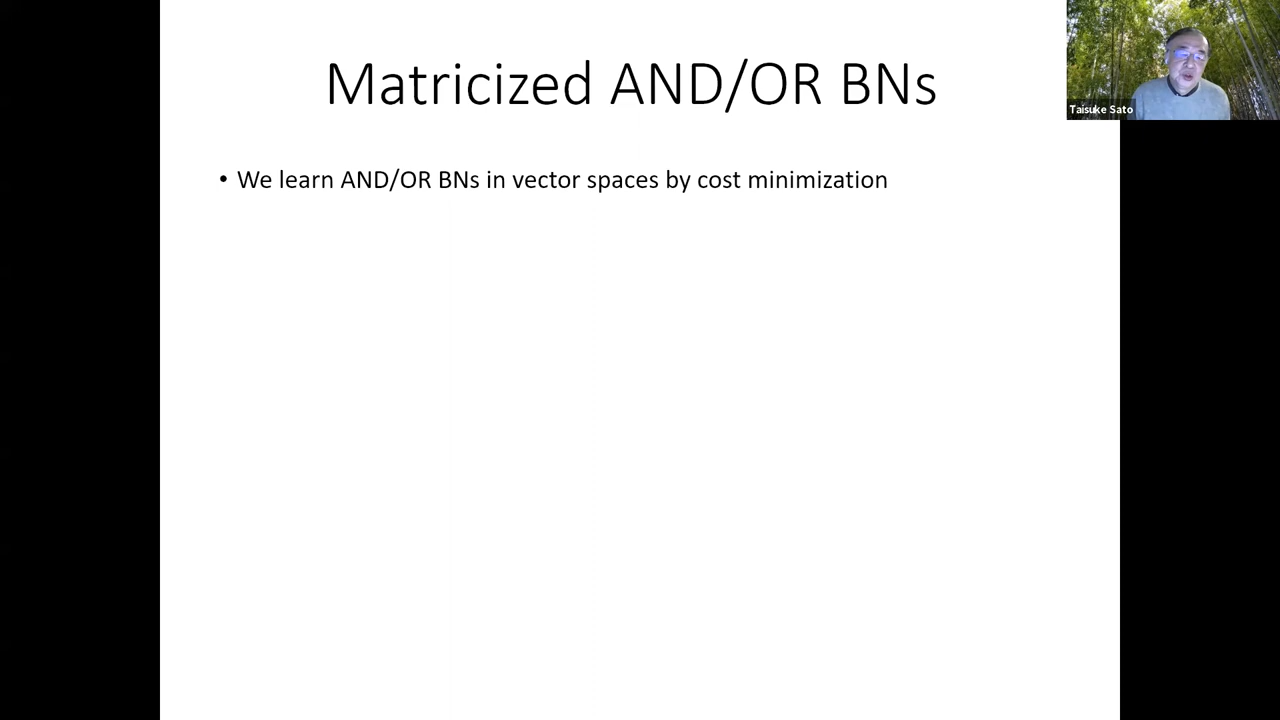 Matricized AND/OR BNs
Taisuke Sato
• We learn AND/OR BNs in vector spaces by cost minimization